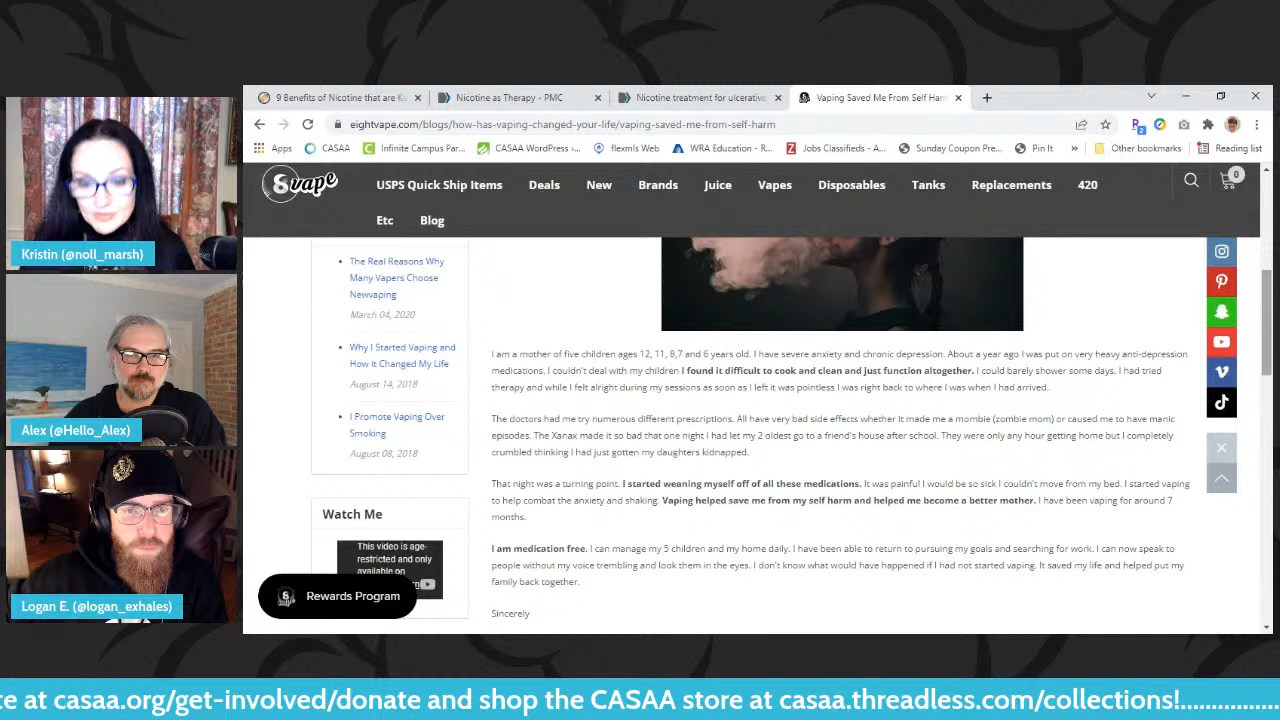 Kristin (@noll_marsh)
Alex (@Hello_Alex)
Logan E. (@logan_exhales)
9 Benefits of Nicotine that are K
Nicotine as Therapy - PMC
Nicotine treatment for ulcerative
Vaping Saved Me From Self Harm
eightvape.com/blogs/how-has-vaping-changed-your-life/vaping-saved-me-from-self-harm
Apps
CASAA
Infinite Campus Par...
CASAA WordPress ›...
flexmls Web
WRA Education - R...
Jobs Classifieds - A...
Sunday Coupon Pre...
Pin It
»
Other bookmarks
Reading list
8vape
USPS Quick Ship Items
Deals
New
Brands
Juice
Vapes
Disposables
Tanks
Replacements
420
0
Etc
Blog
The Real Reasons Why
Many Vapers Choose
Newvaping
March 04, 2020
Why I Started Vaping and
How it Changed My Life
August 14, 2018
I Promote Vaping Over
Smoking
August 08, 2018
Watch Me
This video is age-
restricted and only
available on
Rewards Program
I am a mother of five children ages 12, 11, 8,7 and 6 years old. I have severe anxiety and chronic depression. About a year ago I was put on very heavy anti-depression
medications. I couldn't deal with my children I found it difficult to cook and clean and just function altogether. I could barely shower some days. I had tried
therapy and while I felt alright during my sessions as soon as I left it was pointless I was right back to where I was when I had arrived.
The doctors had me try numerous different prescriptions. All have very bad side effects whether it made me a mombie (zombie mom) or caused me to have manic
episodes. The Xanax made it so bad that one night I had let my 2 oldest go to a friend's house after school. They were only any hour getting home but I completely
crumbled thinking I had just gotten my daughters kidnapped.
That night was a turning point. I started weaning myself off of all these medications. It was painful I would be so sick I couldn't move from my bed. I started vaping
to help combat the anxiety and shaking. Vaping helped save me from my self harm and helped me become a better mother. I have been vaping for around 7
months.
I am medication free. I can manage my 5 children and my home daily. I have been able to return to pursuing my goals and searching for work. I can now speak to
people without my voice trembling and look them in the eyes. I don't know what would have happened if I had not started vaping. It saved my life and helped put my
family back together.
Sincerely
te at casaa.org/get-involved/donate and shop the CASAA store at casaa.threadless.com/collections!...............